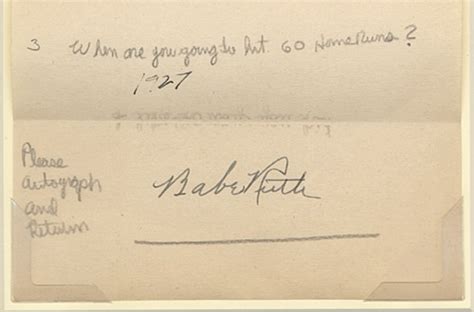 3 When are you going to hit 60 Home Runs?
1927
Please
autograph
and
Return
Babe Ruth